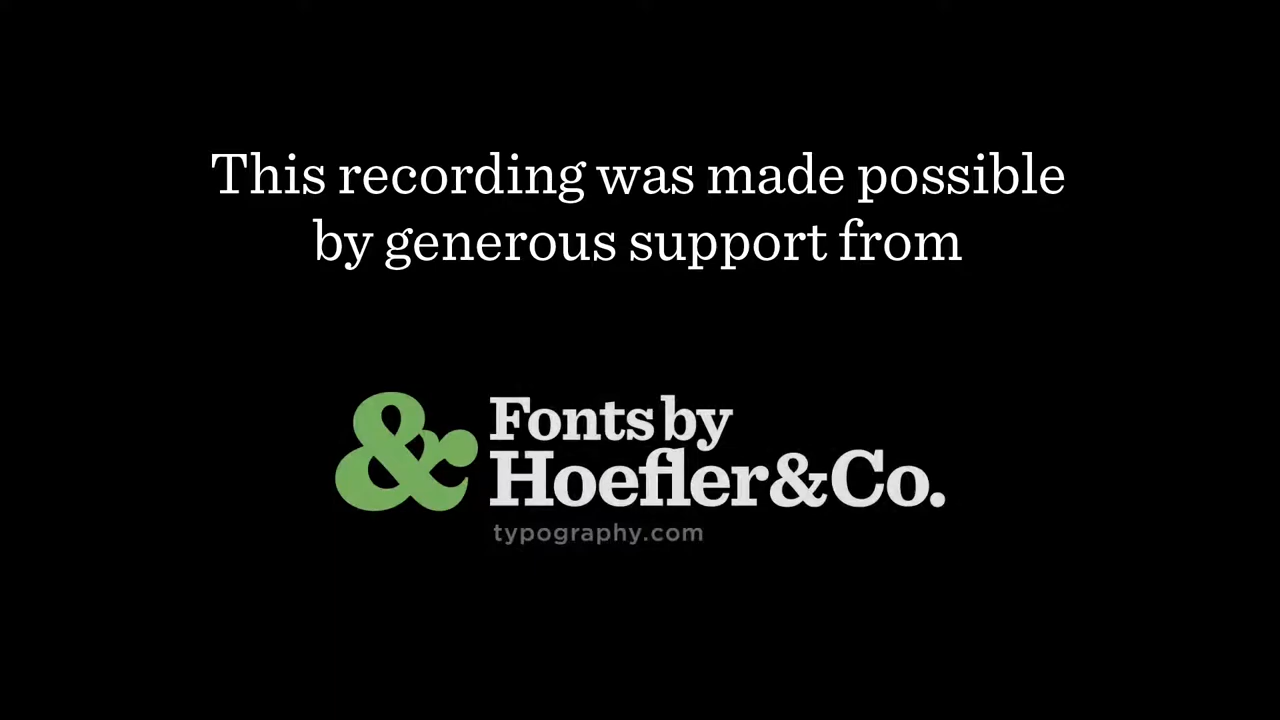 This recording was made possible
by generous support from
& Fonts by
Hoefler&Co.
typography.com